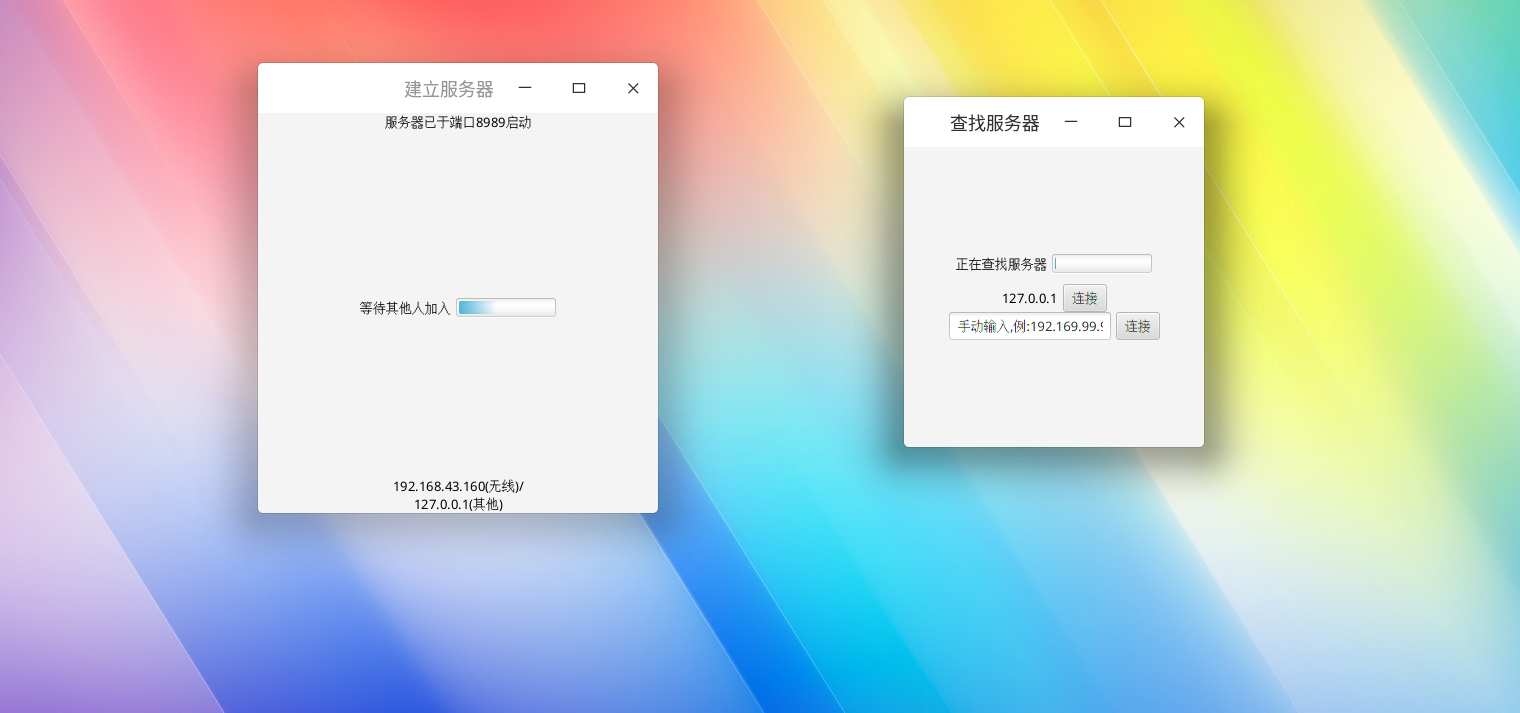 建立服务器
服务器已于端口8989启动
等待其他人加入
192.168.43.160(无线)/
127.0.0.1(其他)
查找服务器
正在查找服务器
127.0.0.1 连接
手动输入,例:192.169.99.9 连接